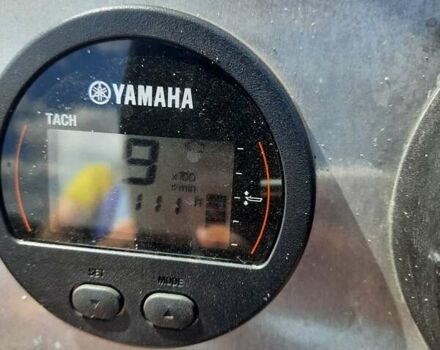 YAMAHA
TACH
9
x100
r/min
111 h
SET MODE